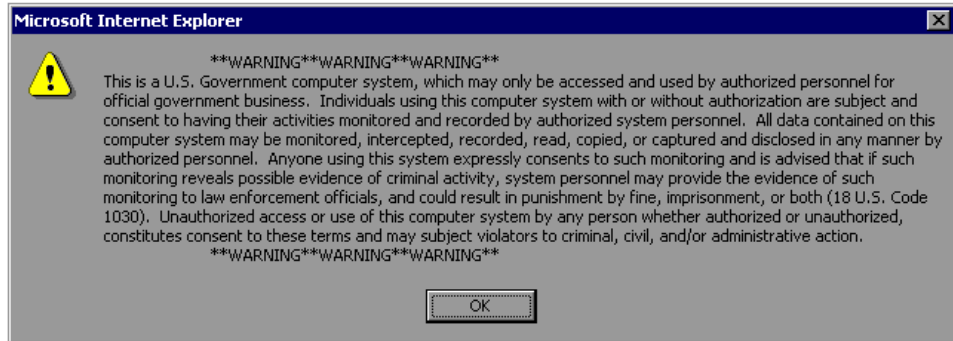 Microsoft Internet Explorer
**WARNING**WARNING**WARNING**
This is a U.S. Government computer system, which may only be accessed and used by authorized personnel for
official government business.  Individuals using this computer system with or without authorization are subject and
consent to having their activities monitored and recorded by authorized system personnel.  All data contained on this
computer system may be monitored, intercepted, recorded, read, copied, or captured and disclosed in any manner by
authorized personnel.  Anyone using this system expressly consents to such monitoring and is advised that if such
monitoring reveals possible evidence of criminal activity, system personnel may provide the evidence of such
monitoring to law enforcement officials, and could result in punishment by fine, imprisonment, or both (18 U.S. Code
1030).  Unauthorized access or use of this computer system by any person whether authorized or unauthorized,
constitutes consent to these terms and may subject violators to criminal, civil, and/or administrative action.
**WARNING**WARNING**WARNING**
OK